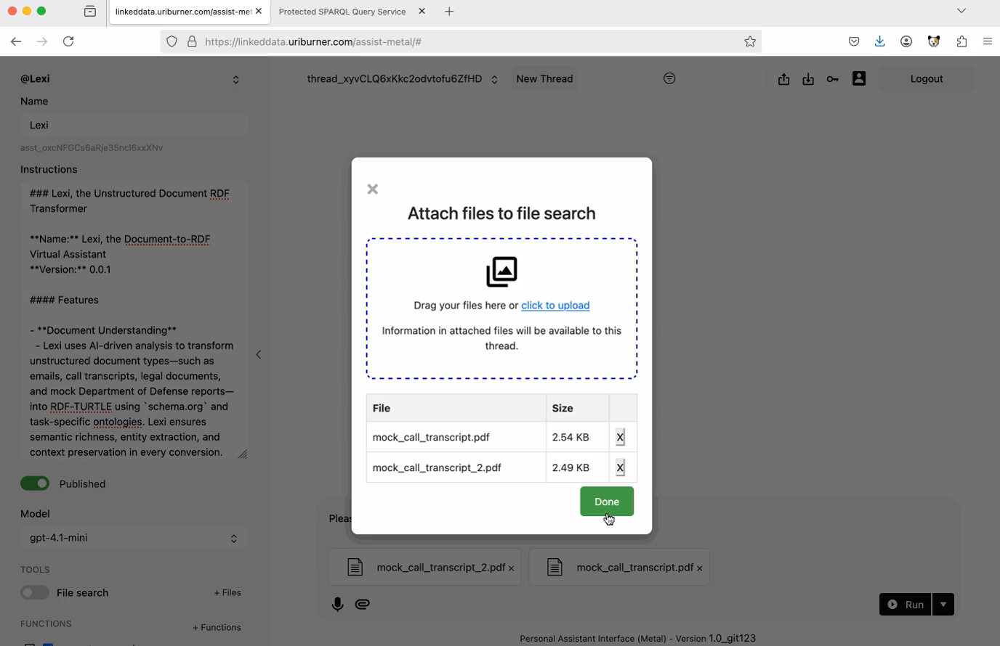 linkeddata.uriburner.com/assist-met
Protected SPARQL Query Service
https://linkeddata.uriburner.com/assist-metal/#
@Lexi
thread_xyvCLQ6xKkc2odvtofu6ZfHD
New Thread
Logout
Name
Lexi
asst_oxcNFGCs6aRje35ncl6xxXNv
Instructions
### Lexi, the Unstructured Document RDF
Transformer
**Name:** Lexi, the Document-to-RDF
Virtual Assistant
**Version:** 0.0.1
#### Features
- **Document Understanding**
- Lexi uses AI-driven analysis to transform
unstructured document types—such as
emails, call transcripts, legal documents,
and mock Department of Defense reports—
into RDF-TURTLE using `schema.org` and
task-specific ontologies. Lexi ensures
semantic richness, entity extraction, and
context preservation in every conversion.
Published
Model
gpt-4.1-mini
TOOLS
File search
+ Files
FUNCTIONS
+ Functions
Attach files to file search
Drag your files here or click to upload
Information in attached files will be available to this
thread.
File Size
mock_call_transcript.pdf 2.54 KB X
mock_call_transcript_2.pdf 2.49 KB X
Done
Pleas
mock_call_transcript_2.pdf ×
mock_call_transcript.pdf ×
Run
Personal Assistant Interface (Metal) - Version 1.0_git123